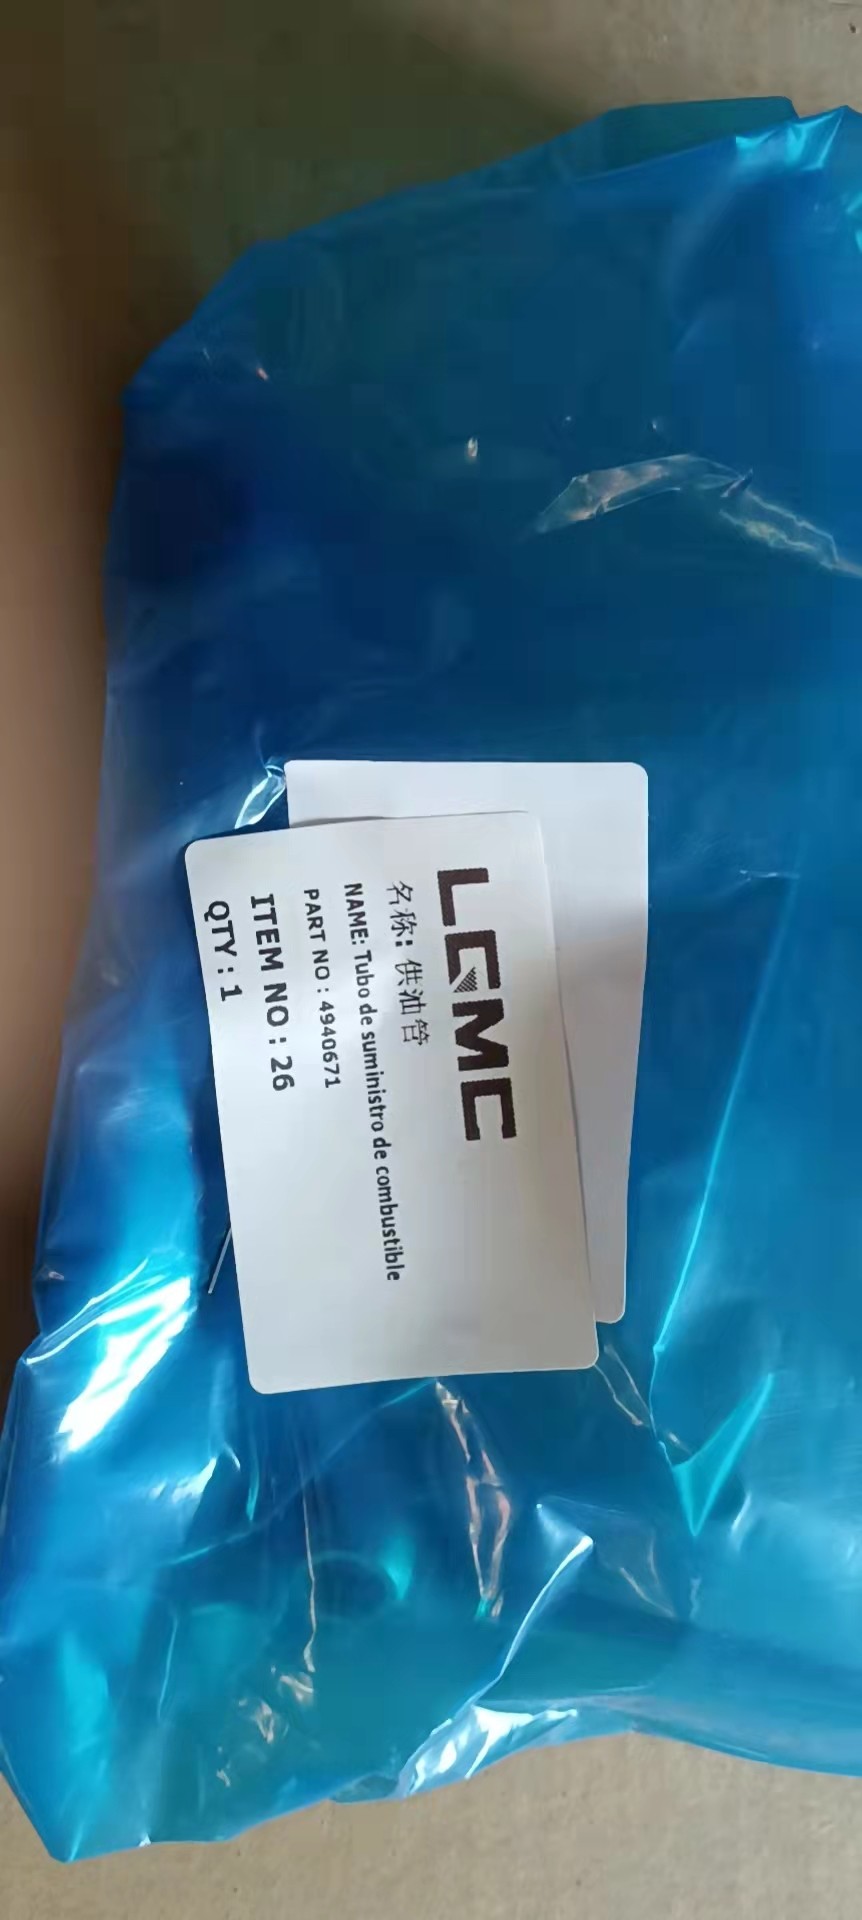 LGMC
名称: 供油管
NAME: Tubo de suministro de combustible
PART NO : 4940671
ITEM NO : 26
QTY : 1